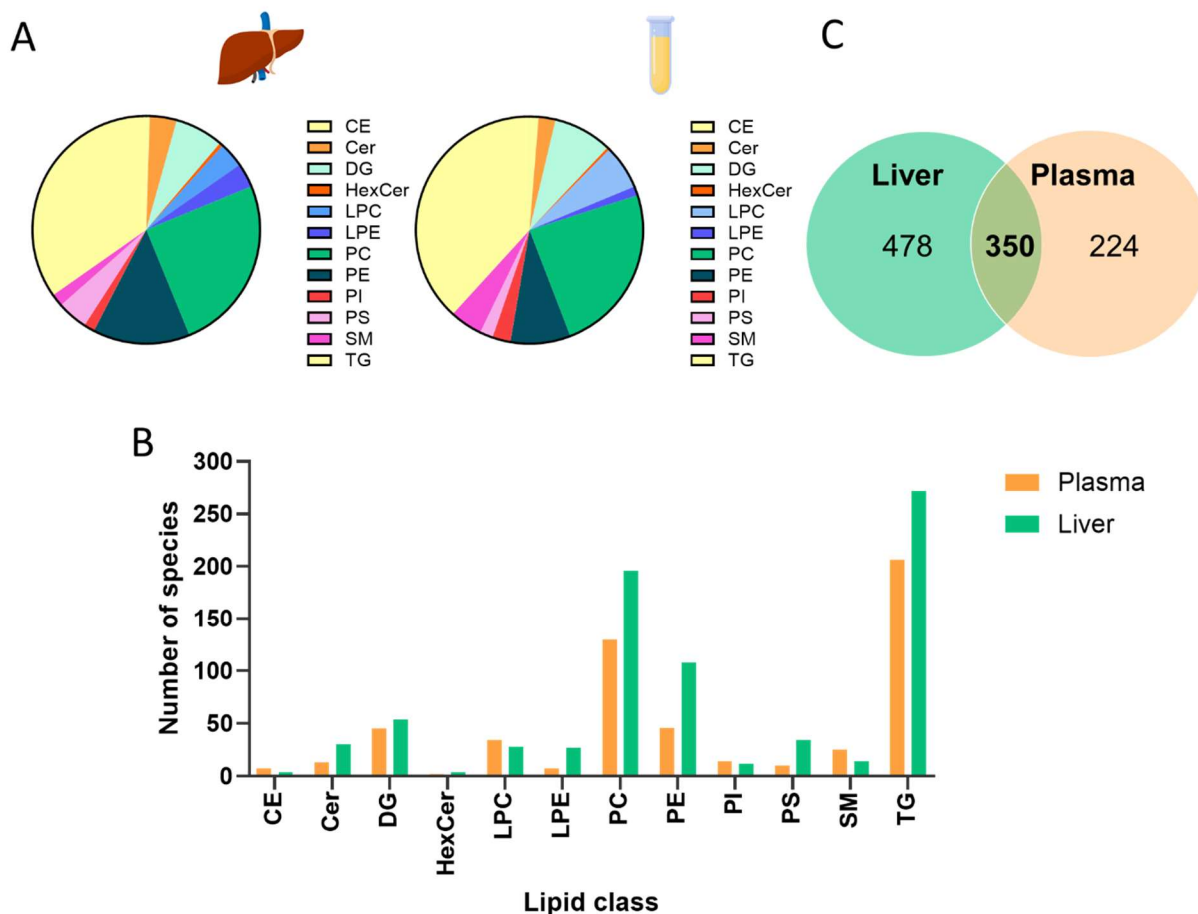 A
C
CE
Cer
DG
HexCer
LPC
LPE
PC
PE
PI
PS
SM
TG
CE
Cer
DG
HexCer
LPC
LPE
PC
PE
PI
PS
SM
TG
Liver
Plasma
478
350
224
B
300
250
200
150
100
50
0
Number of species
CE
Cer
DG
HexCer
LPC
LPE
PC
PE
PI
PS
SM
TG
Lipid class
Plasma
Liver